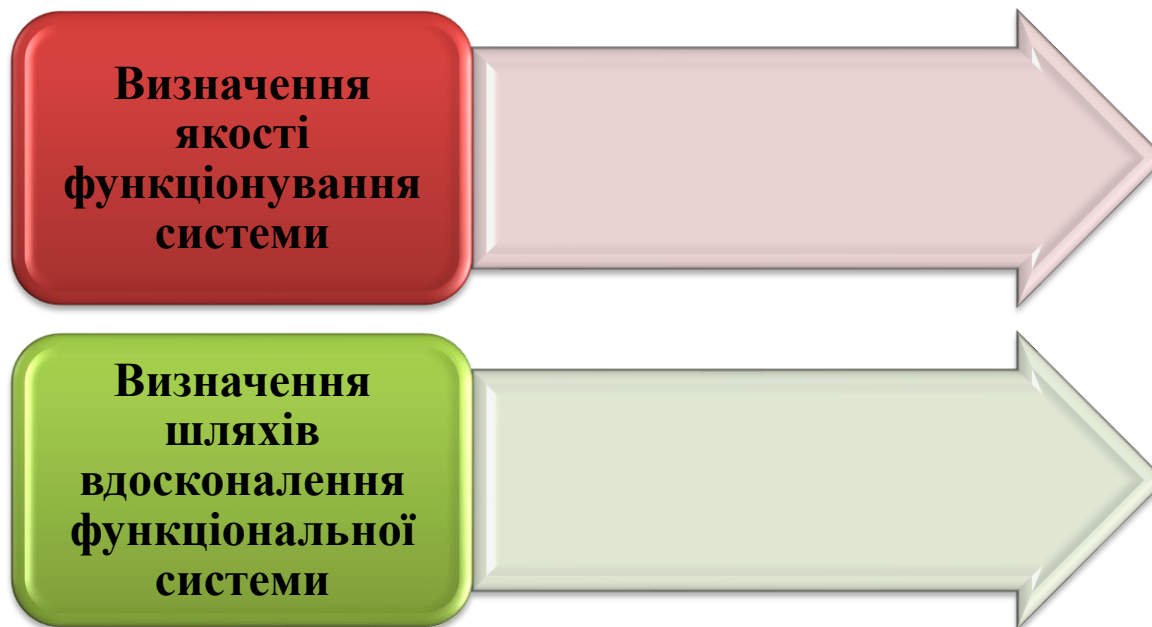 Визначення
якості
функціонування
системи
Визначення
шляхів
вдосконалення
функціональної
системи